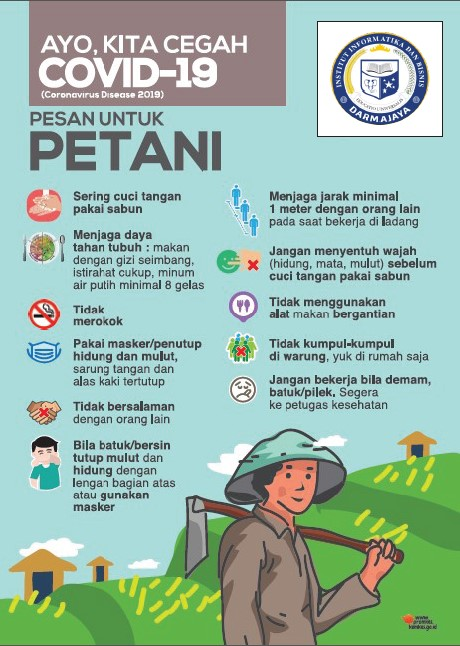 AYO, KITA CEGAH
COVID-19
(Coronavirus Disease 2019)
INSTITUT INFORMATIKA DAN BISNIS
DARMAJAYA
PESAN UNTUK
PETANI
Sering cuci tangan
pakai sabun
Menjaga daya
tahan tubuh : makan
dengan gizi seimbang,
istirahat cukup, minum
air putih minimal 8 gelas
Tidak
merokok
Pakai masker/penutup
hidung dan mulut,
sarung tangan dan
alas kaki tertutup
Tidak bersalaman
dengan orang lain
Bila batuk/bersin
tutup mulut dan
hidung dengan
lengan bagian atas
atau gunakan
masker
Menjaga jarak minimal
1 meter dengan orang lain
pada saat bekerja di ladang
Jangan menyentuh wajah
(hidung, mata, mulut) sebelum
cuci tangan pakai sabun
Tidak menggunakan
alat makan bergantian
Tidak kumpul-kumpul
di warung, yuk di rumah saja
Jangan bekerja bila demam,
batuk/pilek. Segera
ke petugas kesehatan
www.